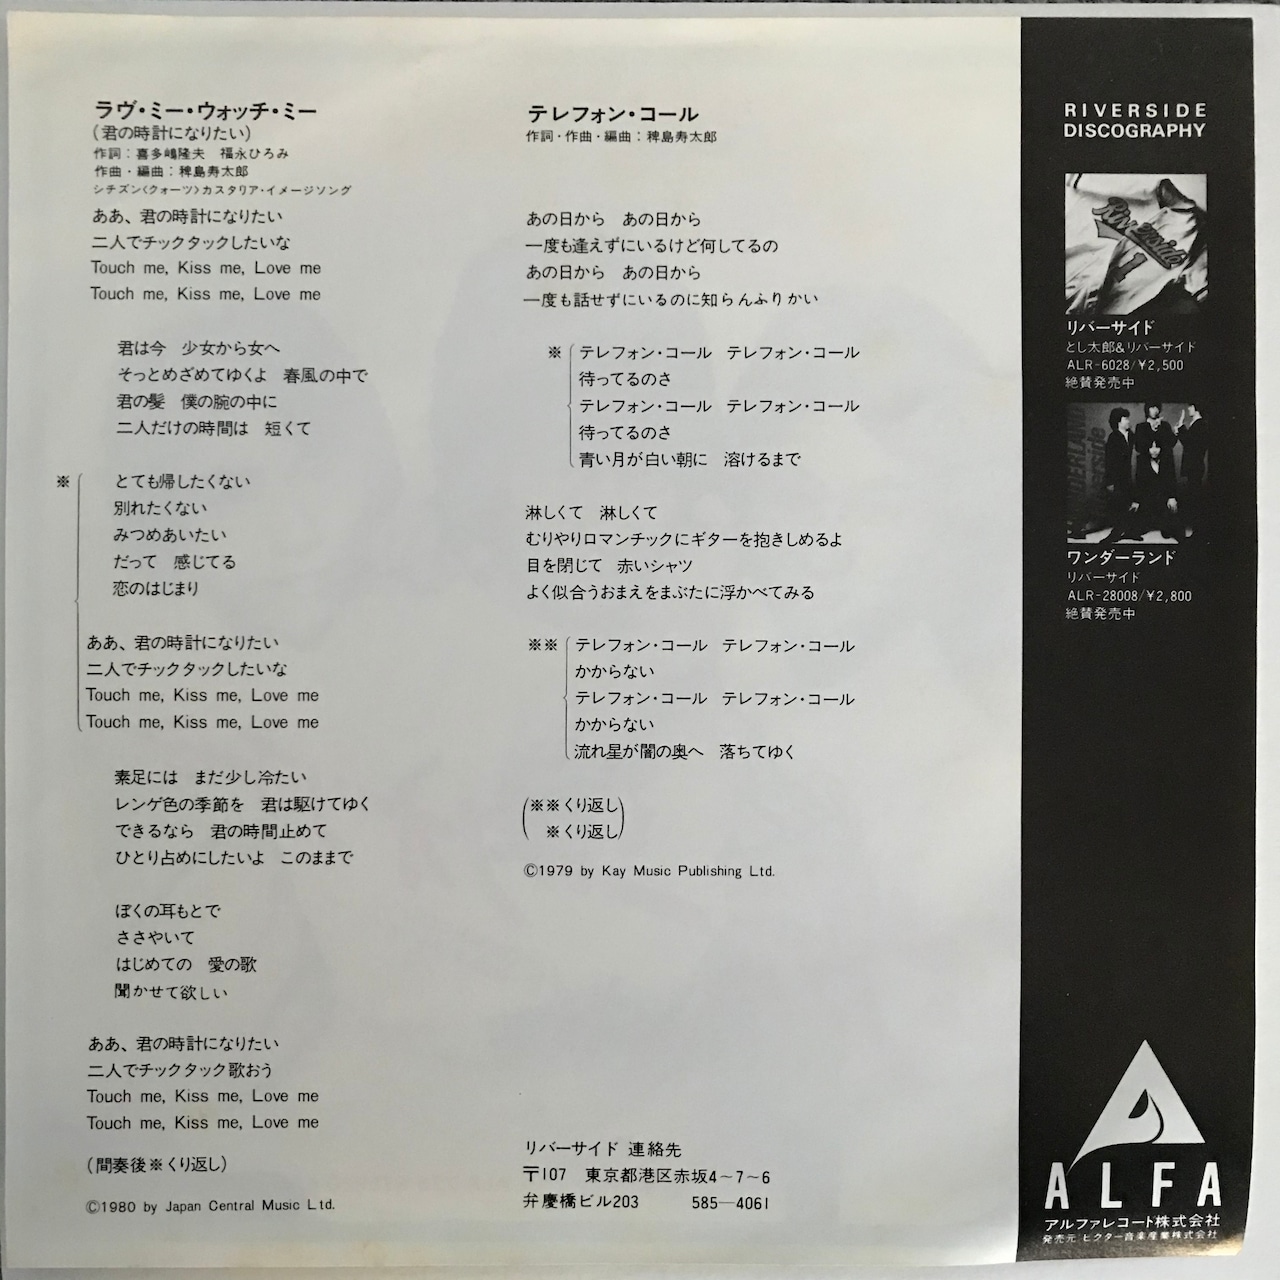 ラヴ・ミー・ウォッチ・ミー
(君の時計になりたい)
作詞：喜多嶋隆夫　福永ひろみ
作曲・編曲：稗島寿太郎
シチズン〈クォーツ〉カスタリア・イメージソング
ああ、君の時計になりたい
二人でチックタックしたいな
Touch me, Kiss me, Love me
Touch me, Kiss me, Love me
君は今　少女から女へ
そっとめざめてゆくよ　春風の中で
君の髪　僕の腕の中に
二人だけの時間は　短くて
※ とても帰したくない
別れたくない
みつめあいたい
だって　感じてる
恋のはじまり
ああ、君の時計になりたい
二人でチックタックしたいな
Touch me, Kiss me, Love me
Touch me, Kiss me, Love me
素足には　まだ少し冷たい
レンゲ色の季節を　君は駆けてゆく
できるなら　君の時間止めて
ひとり占めにしたいよ　このままで
ぼくの耳もとで
ささやいて
はじめての　愛の歌
聞かせて欲しい
ああ、君の時計になりたい
二人でチックタック歌おう
Touch me, Kiss me, Love me
Touch me, Kiss me, Love me
(間奏後※くり返し)
©1980 by Japan Central Music Ltd.
テレフォン・コール
作詞・作曲・編曲：稗島寿太郎
あの日から　あの日から
一度も逢えずにいるけど何してるの
あの日から　あの日から
一度も話せずにいるのに知らんふりかい
※ テレフォン・コール　テレフォン・コール
待ってるのさ
テレフォン・コール　テレフォン・コール
待ってるのさ
青い月が白い朝に　溶けるまで
淋しくて　淋しくて
むりやりロマンチックにギターを抱きしめるよ
目を閉じて　赤いシャツ
よく似合うおまえをまぶたに浮かべてみる
※※ テレフォン・コール　テレフォン・コール
かからない
テレフォン・コール　テレフォン・コール
かからない
流れ星が闇の奥へ　落ちてゆく
(※※くり返し
※くり返し)
©1979 by Kay Music Publishing Ltd.
リバーサイド 連絡先
〒107　東京都港区赤坂4〜7〜6
弁慶橋ビル203　585—4061
RIVERSIDE
DISCOGRAPHY
Riverside
1
リバーサイド
とし太郎&リバーサイド
ALR-6028/¥2,500
絶賛発売中
ワンダーランド
リバーサイド
ALR-28008/¥2,800
絶賛発売中
ALFA
アルファレコード株式会社
発売元：ビクター音楽産業株式会社